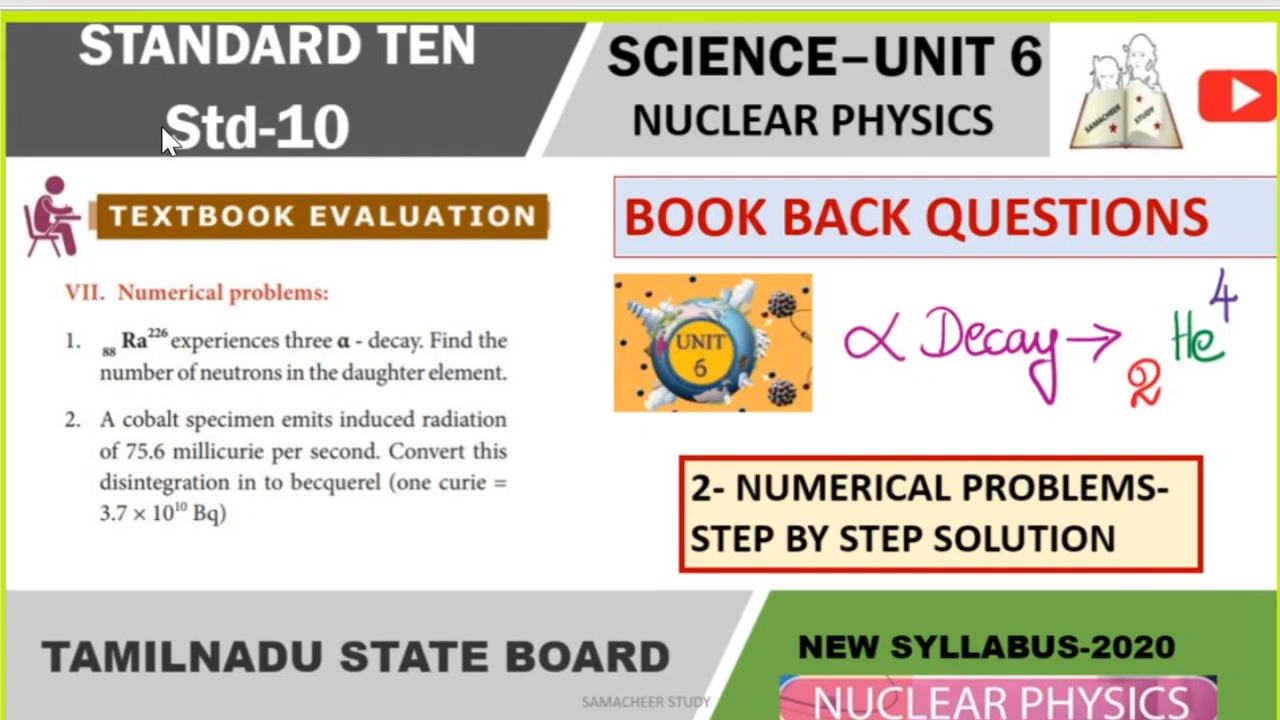 STANDARD TEN
Std-10
SCIENCE–UNIT 6
NUCLEAR PHYSICS
SAMACHEER STUDY
TEXTBOOK EVALUATION
BOOK BACK QUESTIONS
VII. Numerical problems:
1. ₈₈Ra²²⁶ experiences three α - decay. Find the
number of neutrons in the daughter element.
2. A cobalt specimen emits induced radiation
of 75.6 millicurie per second. Convert this
disintegration in to becquerel (one curie =
3.7 × 10¹⁰ Bq)
UNIT
6
α Decay → ₂He⁴
2- NUMERICAL PROBLEMS-
STEP BY STEP SOLUTION
TAMILNADU STATE BOARD
SAMACHEER STUDY
NEW SYLLABUS-2020
NUCLEAR PHYSICS